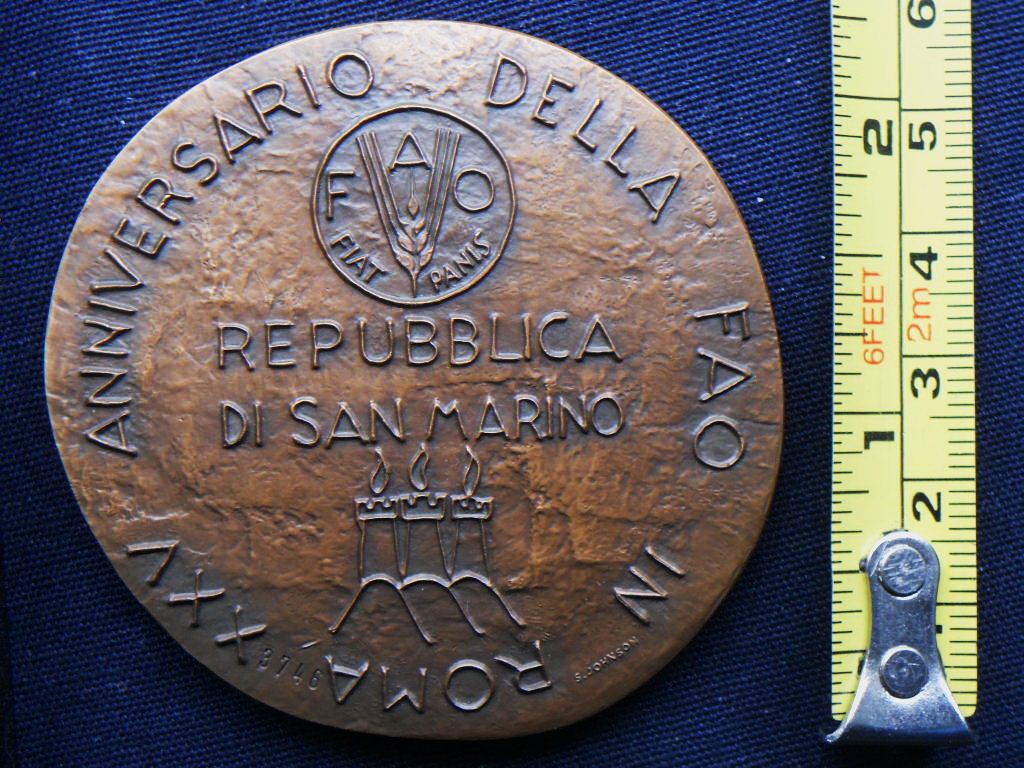 XXV ANNIVERSARIO DELLA FAO IN ROMA
F A O
FIAT PANIS
REPUBBLICA
DI SAN MARINO
3746
S. JOHNSON
6
5
4
3
2
1
2
1
6FEET
2m